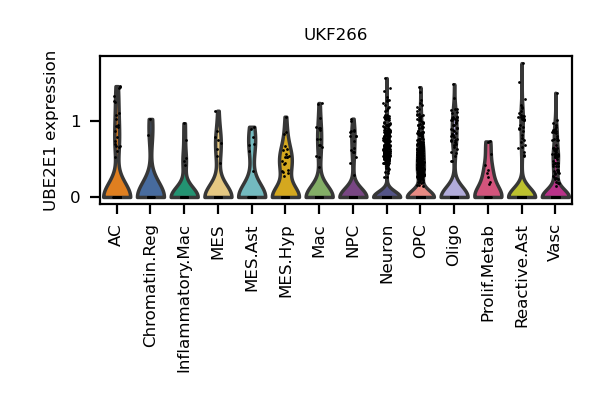 UKF266
UBE2E1 expression
1
0
AC
Chromatin.Reg
Inflammatory.Mac
MES
MES.Ast
MES.Hyp
Mac
NPC
Neuron
OPC
Oligo
Prolif.Metab
Reactive.Ast
Vasc